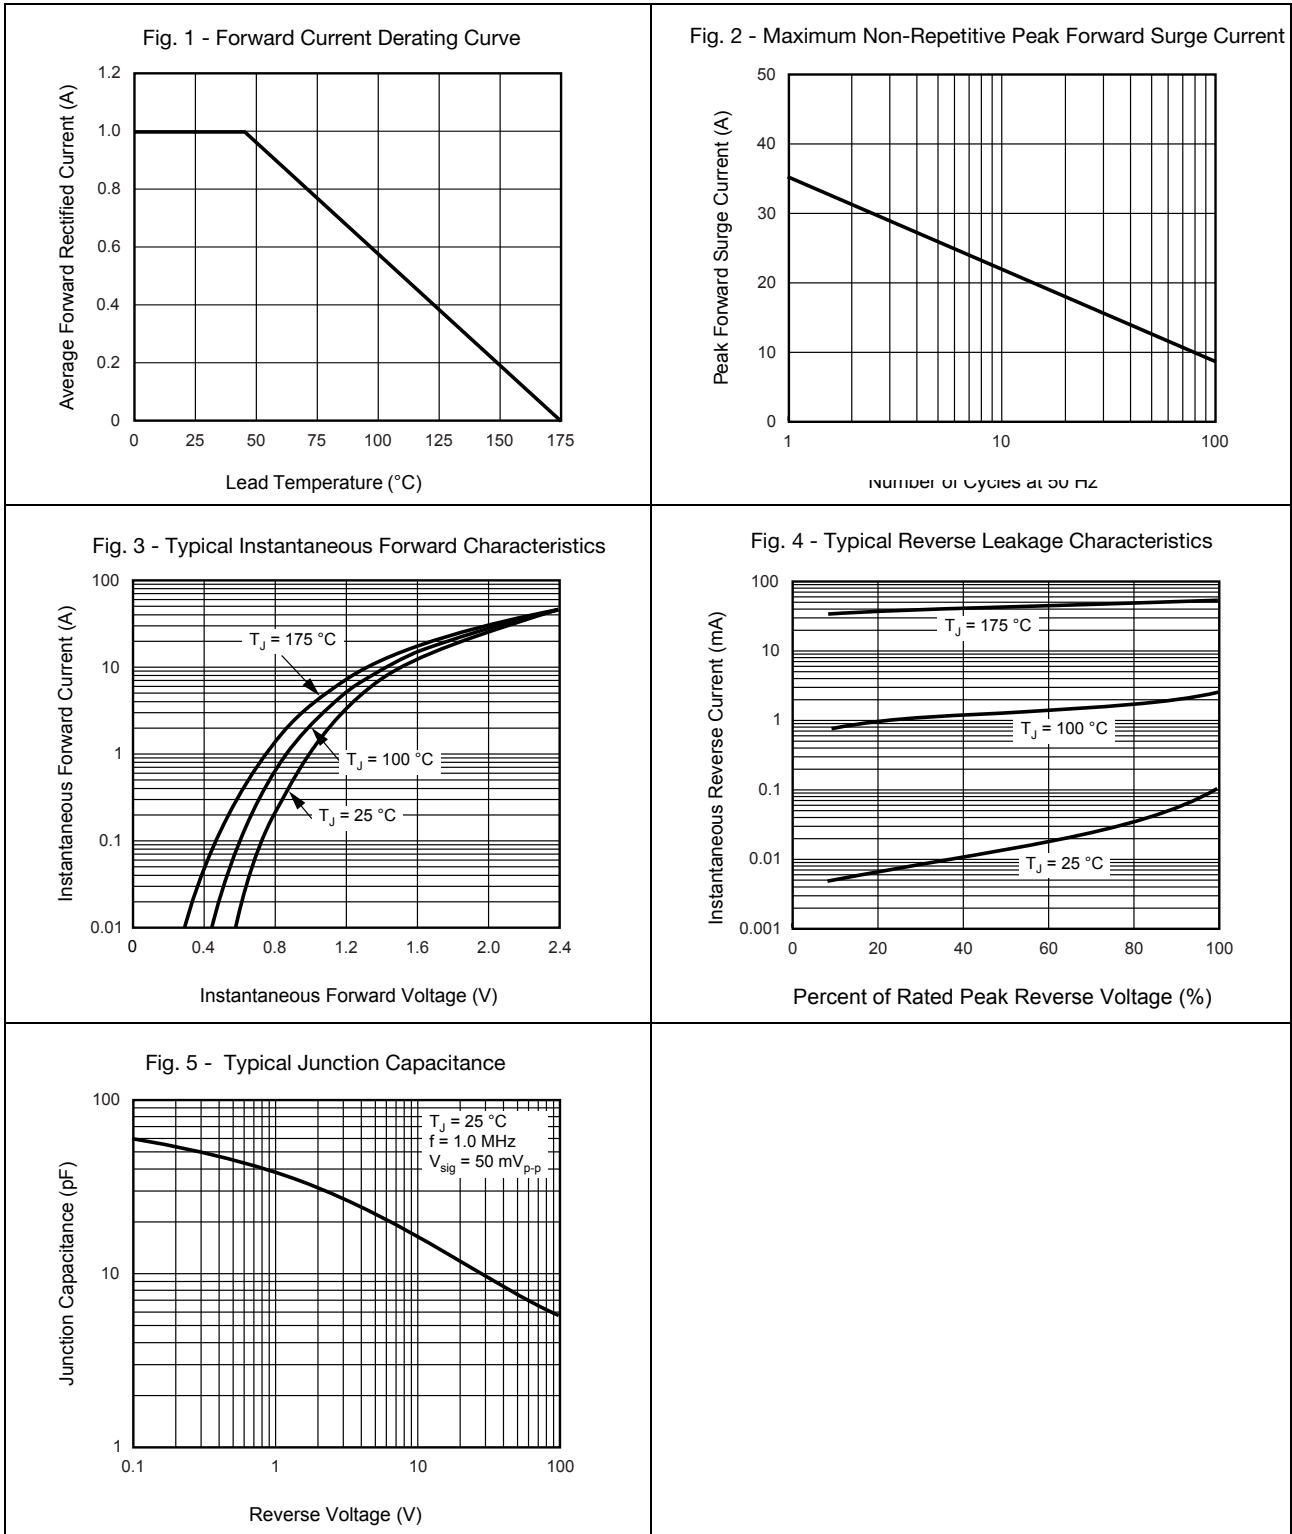 Fig. 1 - Forward Current Derating Curve
Average Forward Rectified Current (A)
1.2
1.0
0.8
0.6
0.4
0.2
0
0 25 50 75 100 125 150 175
Lead Temperature (°C)
Fig. 2 - Maximum Non-Repetitive Peak Forward Surge Current
Peak Forward Surge Current (A)
50
40
30
20
10
0
1 10 100
Number of Cycles at 50 Hz
Fig. 3 - Typical Instantaneous Forward Characteristics
Instantaneous Forward Current (A)
100
10
1
0.1
0.01
TJ = 175 °C
TJ = 100 °C
TJ = 25 °C
0 0.4 0.8 1.2 1.6 2.0 2.4
Instantaneous Forward Voltage (V)
Fig. 4 - Typical Reverse Leakage Characteristics
Instantaneous Reverse Current (mA)
100
10
1
0.1
0.01
0.001
TJ = 175 °C
TJ = 100 °C
TJ = 25 °C
0 20 40 60 80 100
Percent of Rated Peak Reverse Voltage (%)
Fig. 5 - Typical Junction Capacitance
Junction Capacitance (pF)
100
10
1
TJ = 25 °C
f = 1.0 MHz
Vsig = 50 mVp-p
0.1 1 10 100
Reverse Voltage (V)